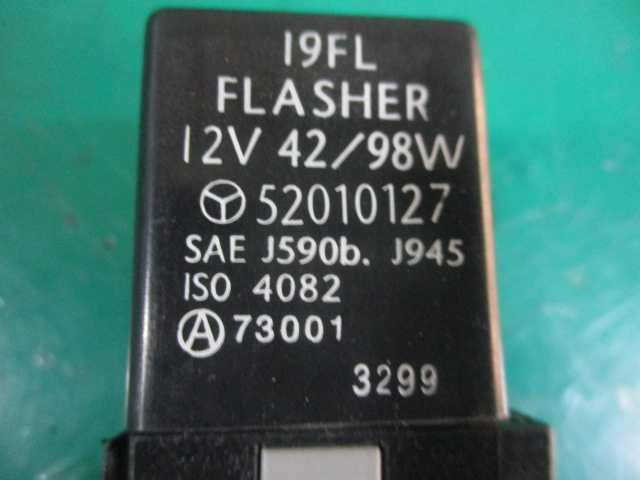 19FL
FLASHER
12V 42/98W
52010127
SAE J590b. J945
ISO 4082
Ⓐ 73001
3299